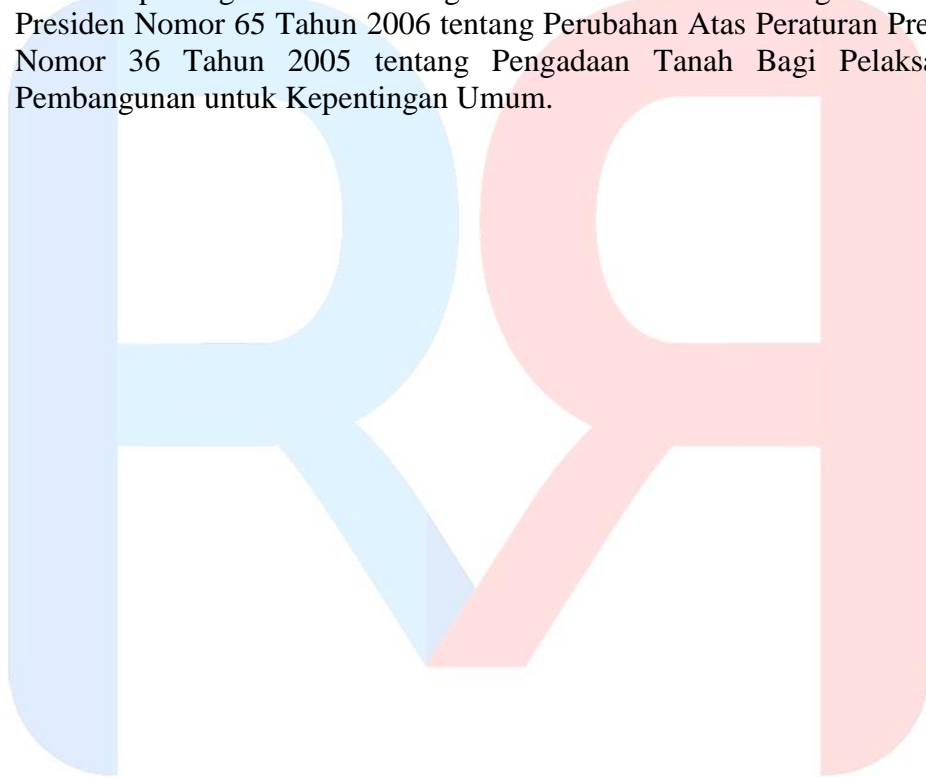 Presiden Nomor 65 Tahun 2006 tentang Perubahan Atas Peraturan Pre
Nomor 36 Tahun 2005 tentang Pengadaan Tanah Bagi Pelaksa
Pembangunan untuk Kepentingan Umum.